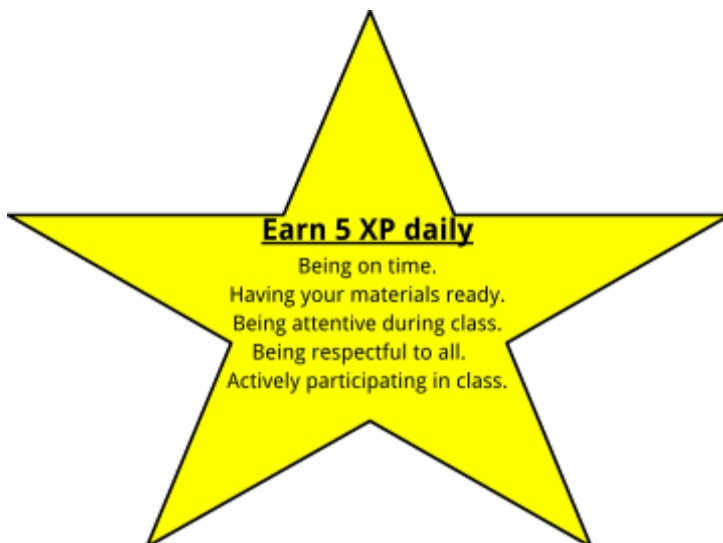 Earn 5 XP daily
Being on time.
Having your materials ready.
Being attentive during class.
Being respectful to all.
Actively participating in class.